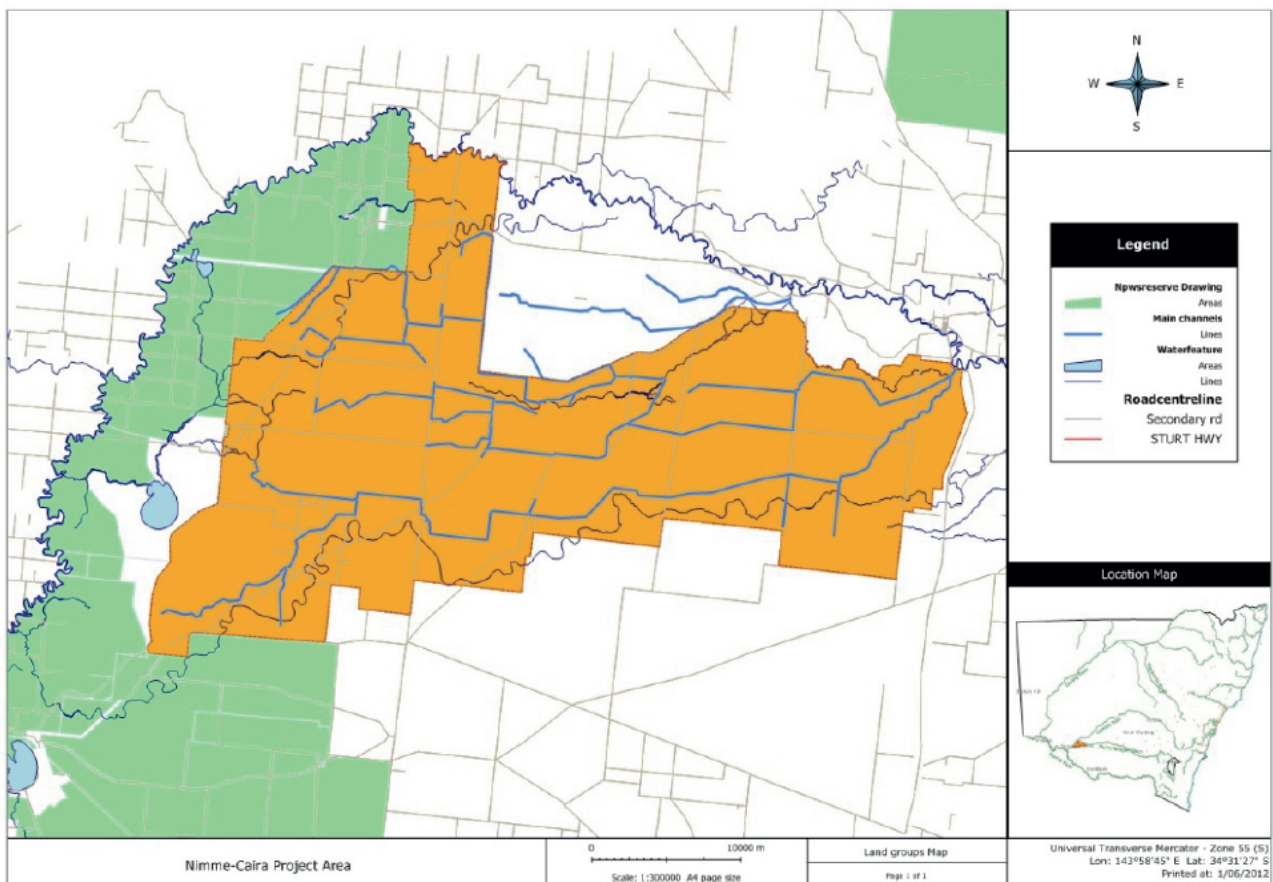 N
W E
S
Legend
Npwsreserve Drawing
Areas
Main channels
Lines
Waterfeature
Areas
Lines
Roadcentreline
Secondary rd
STURT HWY
Location Map
Nimme-Caira Project Area
0 10000 m
Scale: 1:300000 A4 page size
Land groups Map
Page 1 of 1
Universal Transverse Mercator - Zone 55 (S)
Lon: 143°58'45" E Lat: 34°31'27" S
Printed at: 1/06/2012